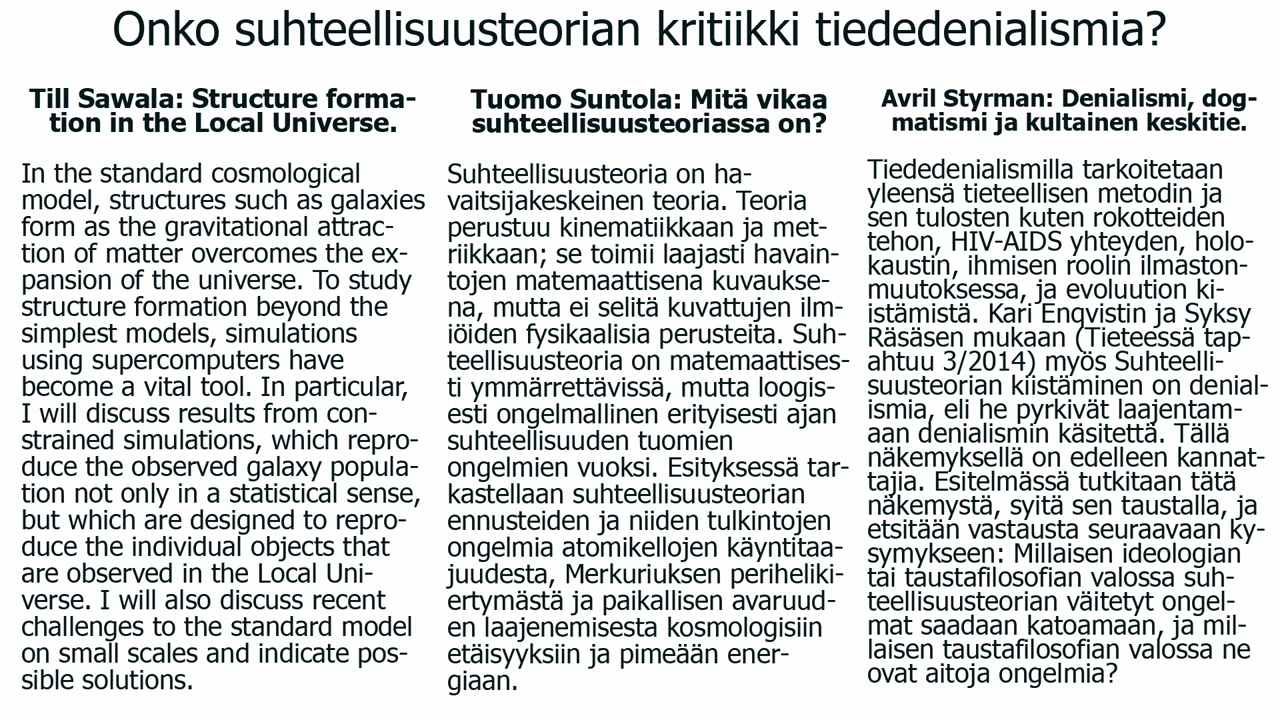 Onko suhteellisuusteorian kritiikki tiededenialismia?
Till Sawala: Structure forma-
tion in the Local Universe.
In the standard cosmological
model, structures such as galaxies
form as the gravitational attrac-
tion of matter overcomes the ex-
pansion of the universe. To study
structure formation beyond the
simplest models, simulations
using supercomputers have
become a vital tool. In particular,
I will discuss results from con-
strained simulations, which repro-
duce the observed galaxy popula-
tion not only in a statistical sense,
but which are designed to repro-
duce the individual objects that
are observed in the Local Uni-
verse. I will also discuss recent
challenges to the standard model
on small scales and indicate pos-
sible solutions.
Tuomo Suntola: Mitä vikaa
suhteellisuusteoriassa on?
Suhteellisuusteoria on ha-
vaitsijakeskeinen teoria. Teoria
perustuu kinematiikkaan ja met-
riikkaan; se toimii laajasti havain-
tojen matemaattisena kuvaukse-
na, mutta ei selitä kuvattujen ilm-
iöiden fysikaalisia perusteita. Suh-
teellisuusteoria on matemaattises-
ti ymmärrettävissä, mutta loogis-
esti ongelmallinen erityisesti ajan
suhteellisuuden tuomien
ongelmien vuoksi. Esityksessä tar-
kastellaan suhteellisuusteorian
ennusteiden ja niiden tulkintojen
ongelmia atomikellojen käyntitaa-
juudesta, Merkuriuksen periheliki-
ertymästä ja paikallisen avaruud-
en laajenemisesta kosmologisiin
etäisyyksiin ja pimeään ener-
giaan.
Avril Styrman: Denialismi, dog-
matismi ja kultainen keskitie.
Tiededenialismilla tarkoitetaan
yleensä tieteellisen metodin ja
sen tulosten kuten rokotteiden
tehon, HIV-AIDS yhteyden, holo-
kaustin, ihmisen roolin ilmaston-
muutoksessa, ja evoluution ki-
istämistä. Kari Enqvistin ja Syksy
Räsäsen mukaan (Tieteessä tap-
ahtuu 3/2014) myös Suhteelli-
suusteorian kiistäminen on denial-
ismia, eli he pyrkivät laajentam-
aan denialismin käsitettä. Tällä
näkemyksellä on edelleen kannat-
tajia. Esitelmässä tutkitaan tätä
näkemystä, syitä sen taustalla, ja
etsitään vastausta seuraavaan ky-
symykseen: Millaisen ideologian
tai taustafilosofian valossa suh-
teellisuusteorian väitetyt ongel-
mat saadaan katoamaan, ja mil-
laisen taustafilosofian valossa ne
ovat aitoja ongelmia?